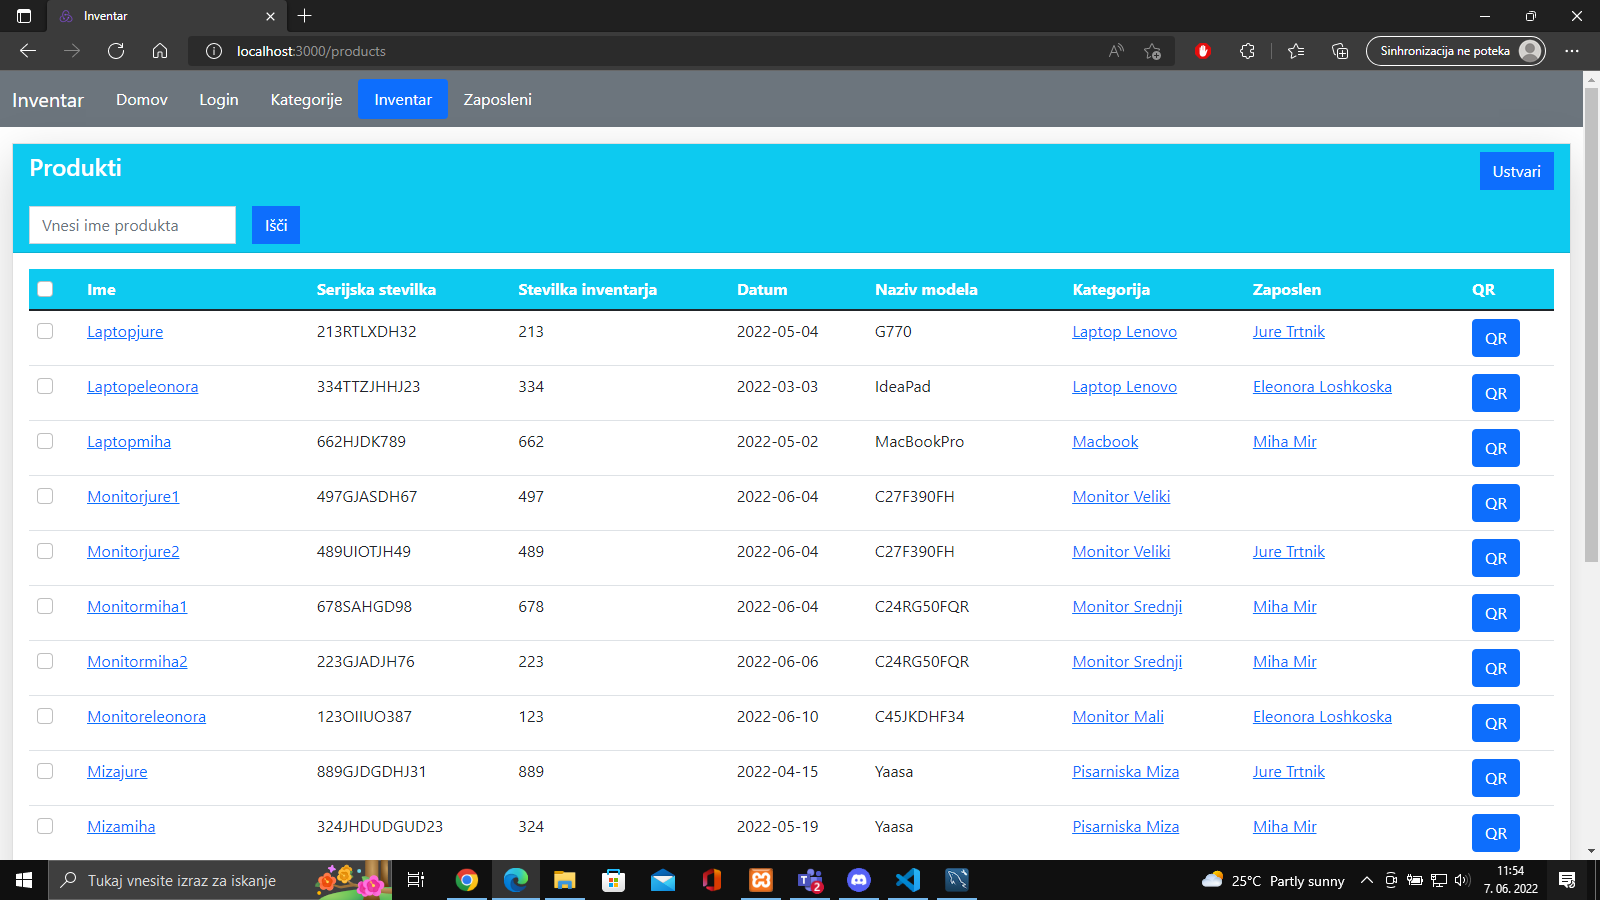 Inventar
localhost:3000/products
Sinhronizacija ne poteka
Inventar Domov Login Kategorije Inventar Zaposleni
Produkti
Ustvari
Vnesi ime produkta Išči
Ime Serijska stevilka Stevilka inventarja Datum Naziv modela Kategorija Zaposlen QR
Laptopjure 213RTLXDH32 213 2022-05-04 G770 Laptop Lenovo Jure Trtnik QR
Laptopeleonora 334TTZJHHJ23 334 2022-03-03 IdeaPad Laptop Lenovo Eleonora Loshkoska QR
Laptopmiha 662HJDK789 662 2022-05-02 MacBookPro Macbook Miha Mir QR
Monitorjure1 497GJASDH67 497 2022-06-04 C27F390FH Monitor Veliki QR
Monitorjure2 489UIOTJH49 489 2022-06-04 C27F390FH Monitor Veliki Jure Trtnik QR
Monitormiha1 678SAHGD98 678 2022-06-04 C24RG50FQR Monitor Srednji Miha Mir QR
Monitormiha2 223GJADJH76 223 2022-06-06 C24RG50FQR Monitor Srednji Miha Mir QR
Monitoreleonora 123OIIUO387 123 2022-06-10 C45JKDHF34 Monitor Mali Eleonora Loshkoska QR
Mizajure 889GJDGDHJ31 889 2022-04-15 Yaasa Pisarniska Miza Jure Trtnik QR
Mizamiha 324JHDUDGUD23 324 2022-05-19 Yaasa Pisarniska Miza Miha Mir QR
Tukaj vnesite izraz za iskanje
2
25°C Partly sunny
11:54
7. 06. 2022